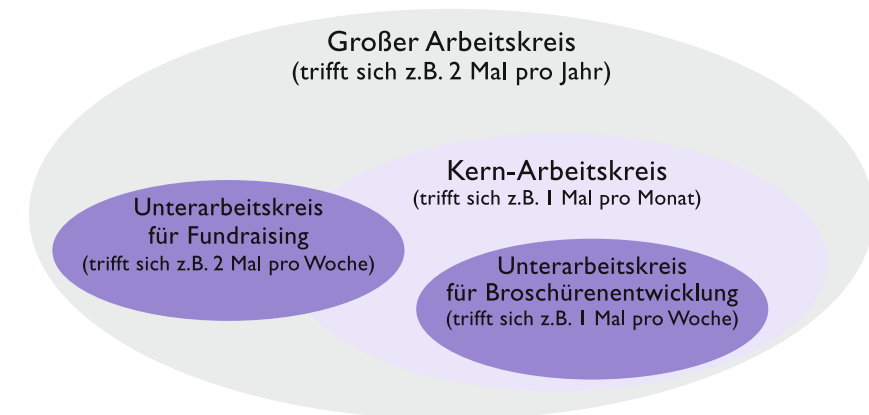 Großer Arbeitskreis
(trifft sich z.B. 2 Mal pro Jahr)
Kern-Arbeitskreis
(trifft sich z.B. 1 Mal pro Monat)
Unterarbeitskreis
für Fundraising
(trifft sich z.B. 2 Mal pro Woche)
Unterarbeitskreis
für Broschürenentwicklung
(trifft sich z.B. 1 Mal pro Woche)